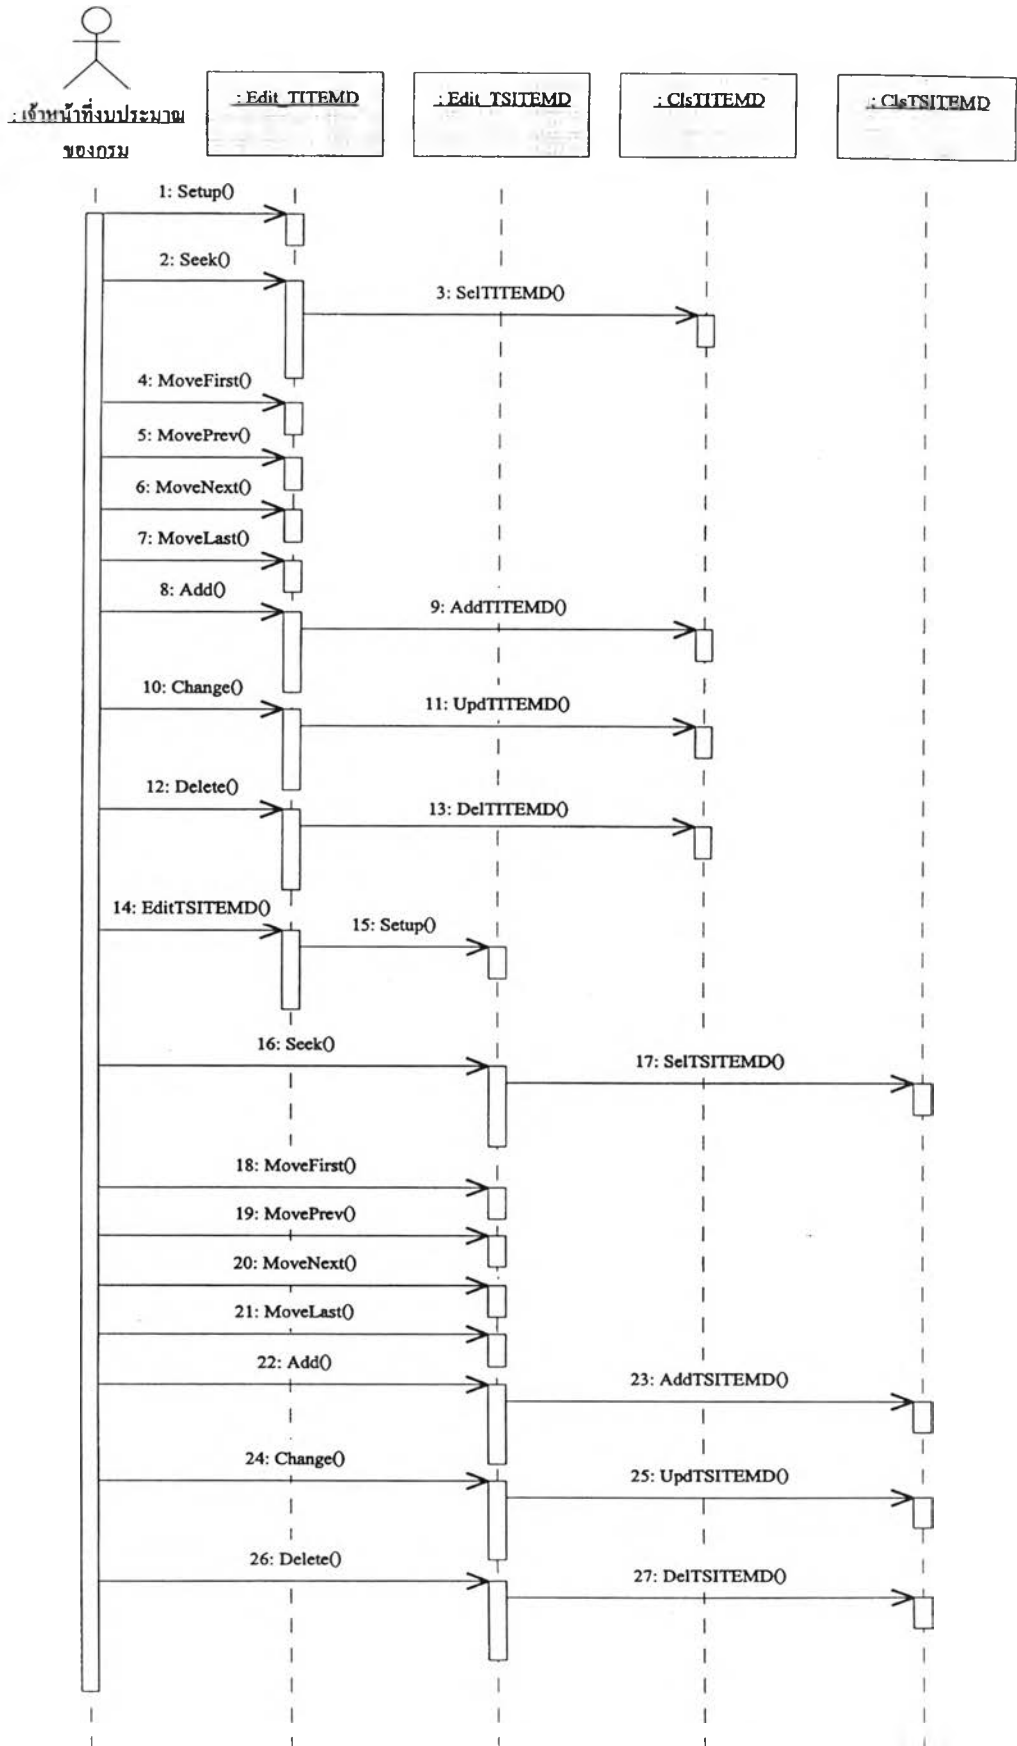 : เจ้าหน้าที่งบประมาณ
ของกรม
: Edit_TITEMD
: Edit_TSITEMD
: ClsTITEMD
: ClsTSITEMD
1: Setup()
2: Seek()
3: SelTITEMD()
4: MoveFirst()
5: MovePrev()
6: MoveNext()
7: MoveLast()
8: Add()
9: AddTITEMD()
10: Change()
11: UpdTITEMD()
12: Delete()
13: DelTITEMD()
14: EditTSITEMD()
15: Setup()
16: Seek()
17: SelTSITEMD()
18: MoveFirst()
19: MovePrev()
20: MoveNext()
21: MoveLast()
22: Add()
23: AddTSITEMD()
24: Change()
25: UpdTSITEMD()
26: Delete()
27: DelTSITEMD()